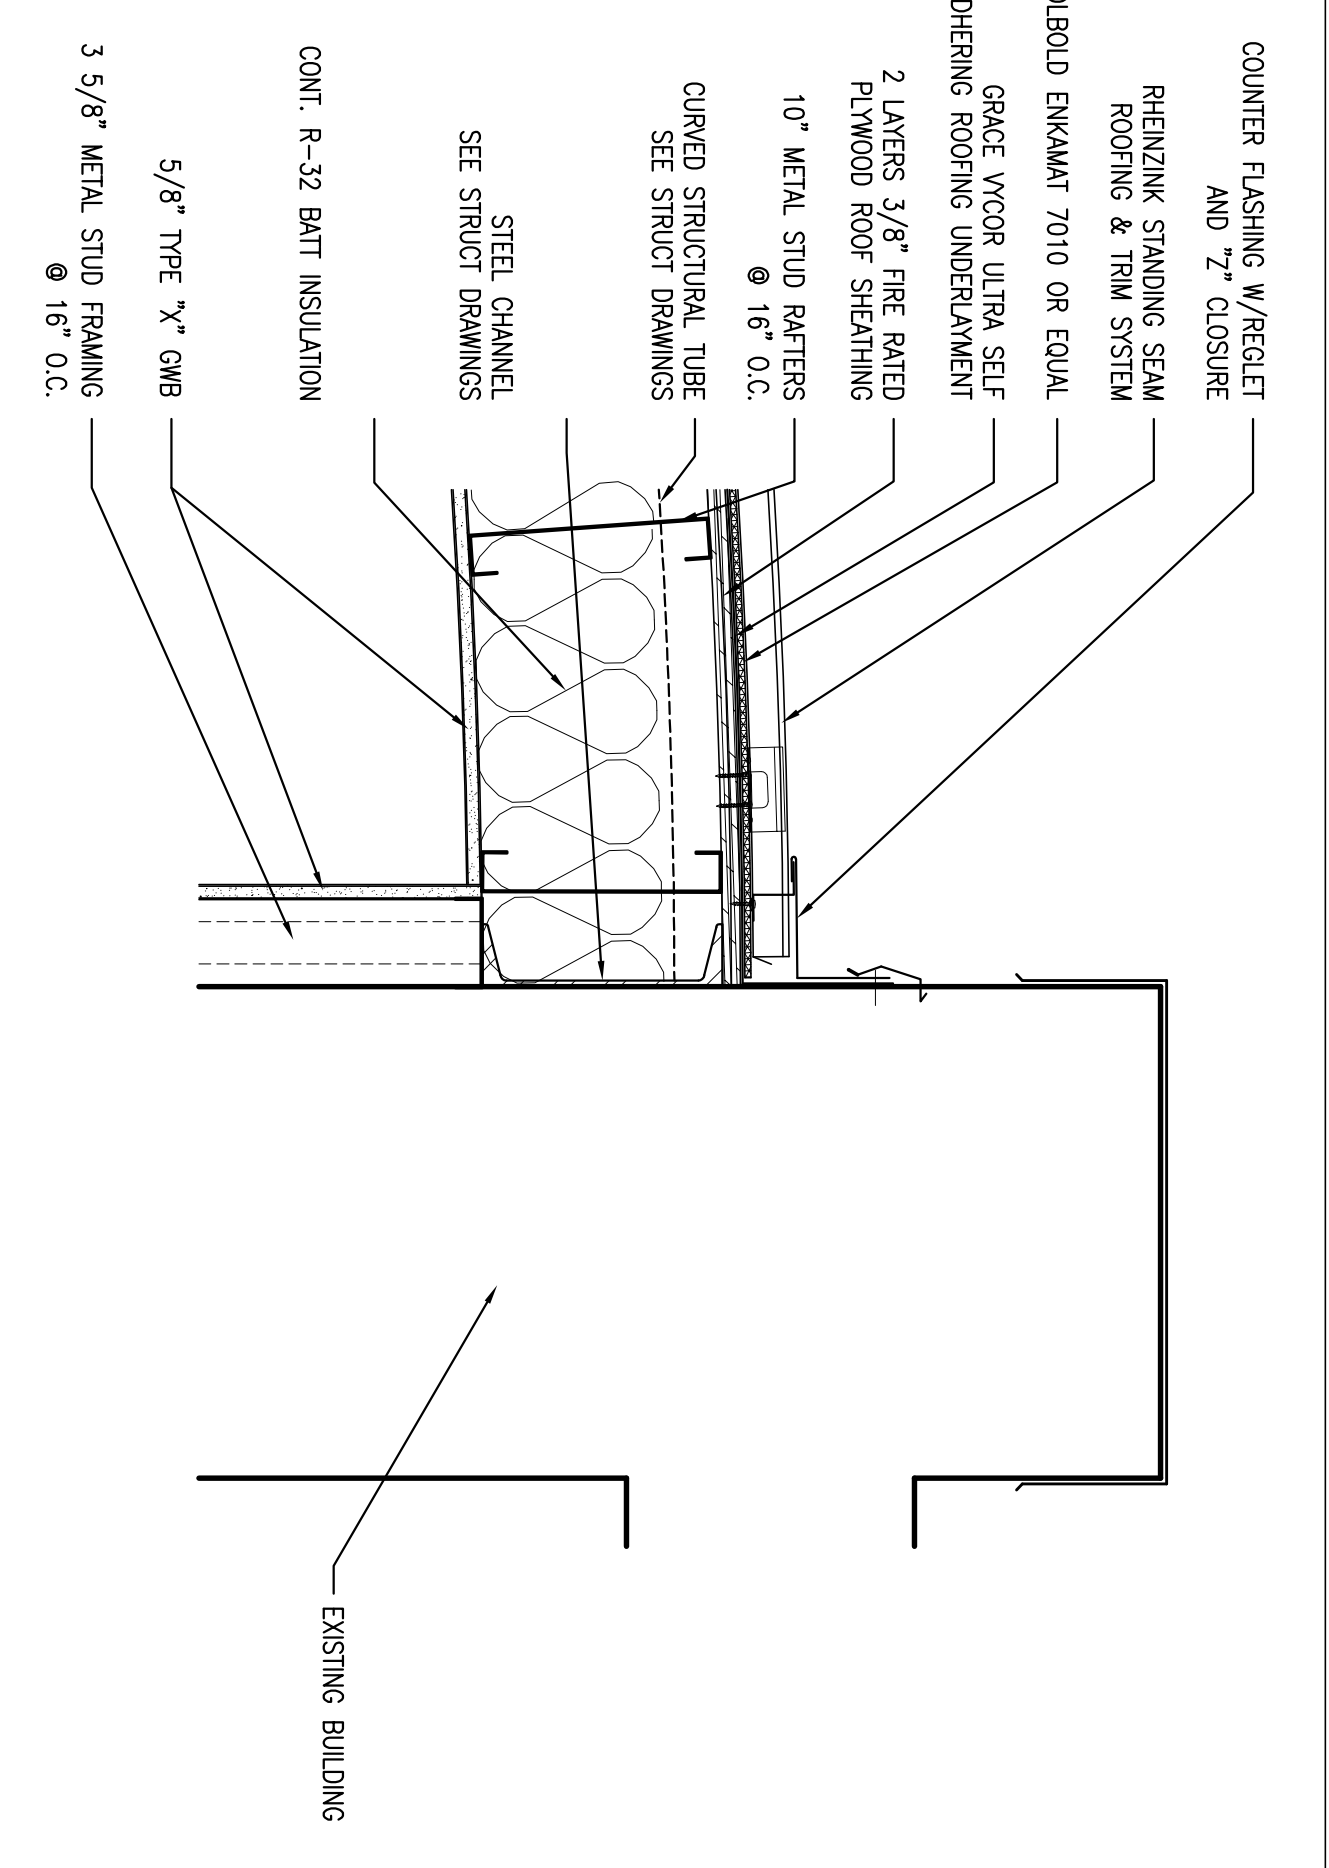 COUNTER FLASHING W/REGLET
AND "Z" CLOSURE
RHEINZINK STANDING SEAM
ROOFING & TRIM SYSTEM
ENKAMAT 7010 OR EQUAL
GRACE VYCOR ULTRA SELF
ROOFING UNDERLAYMENT
2 LAYERS 3/8" FIRE RATED
PLYWOOD ROOF SHEATHING
10" METAL STUD RAFTERS
@ 16" O.C.
CURVED STRUCTURAL TUBE
SEE STRUCT DRAWINGS
STEEL CHANNEL
SEE STRUCT DRAWINGS
CONT. R-32 BATT INSULATION
5/8" TYPE "X" GWB
3 5/8" METAL STUD FRAMING
@ 16" O.C.
EXISTING BUILDING